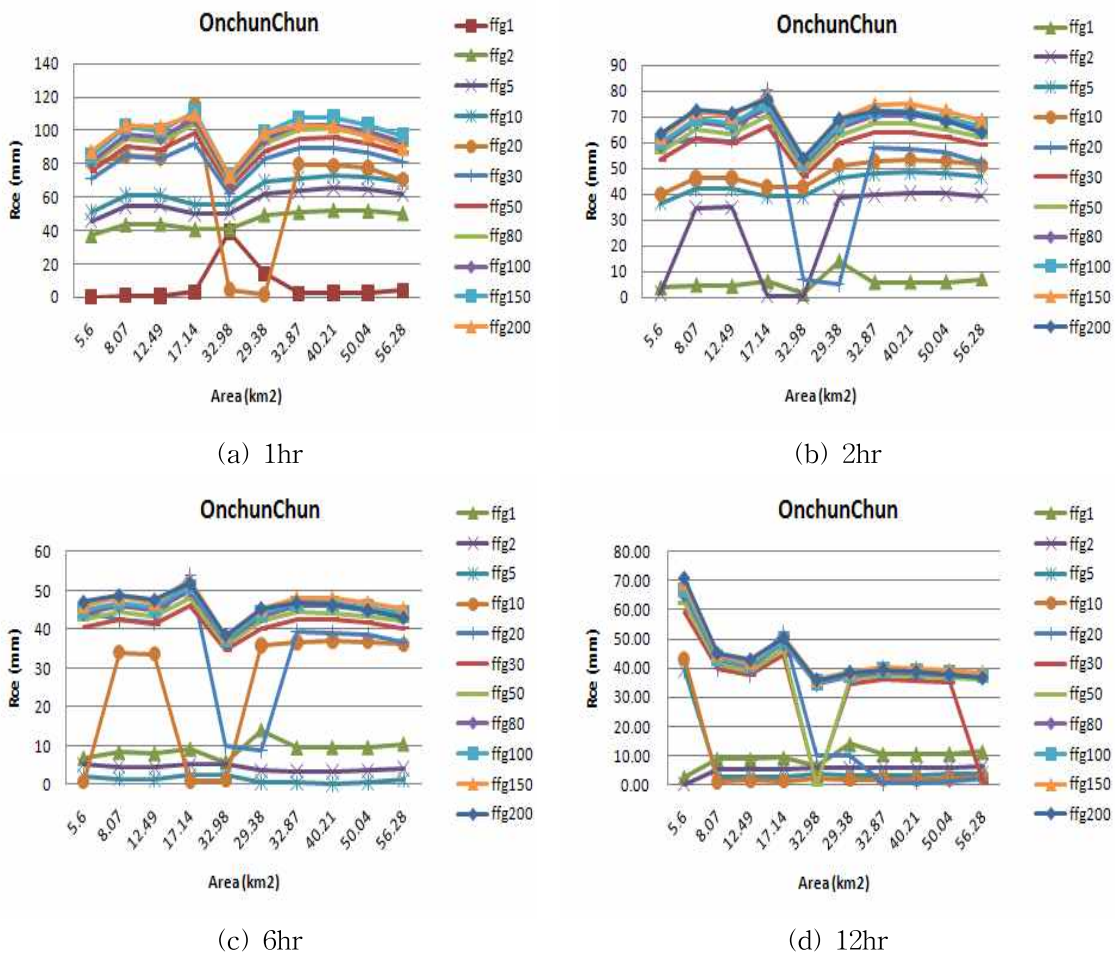 OnchunChun
Rce (mm)
140
120
100
80
60
40
20
0
5.6
8.07
12.49
17.14
32.98
29.38
32.87
40.21
50.04
56.28
Area (km2)
ffg1
ffg2
ffg5
ffg10
ffg20
ffg30
ffg50
ffg80
ffg100
ffg150
ffg200
(a) 1hr
OnchunChun
Rce (mm)
90
80
70
60
50
40
30
20
10
0
5.6
8.07
12.49
17.14
32.98
29.38
32.87
40.21
50.04
56.28
Area (km2)
ffg1
ffg2
ffg5
ffg10
ffg20
ffg30
ffg50
ffg80
ffg100
ffg150
ffg200
(b) 2hr
OnchunChun
Rce (mm)
60
50
40
30
20
10
0
5.6
8.07
12.49
17.14
32.98
29.38
32.87
40.21
50.04
56.28
Area (km2)
ffg1
ffg2
ffg5
ffg10
ffg20
ffg30
ffg50
ffg80
ffg100
ffg150
ffg200
(c) 6hr
OnchunChun
Rce (mm)
80.00
70.00
60.00
50.00
40.00
30.00
20.00
10.00
0.00
5.6
8.07
12.49
17.14
32.98
29.38
32.87
40.21
50.04
56.28
Area (km2)
ffg1
ffg2
ffg5
ffg10
ffg20
ffg30
ffg50
ffg80
ffg100
ffg150
ffg200
(d) 12hr